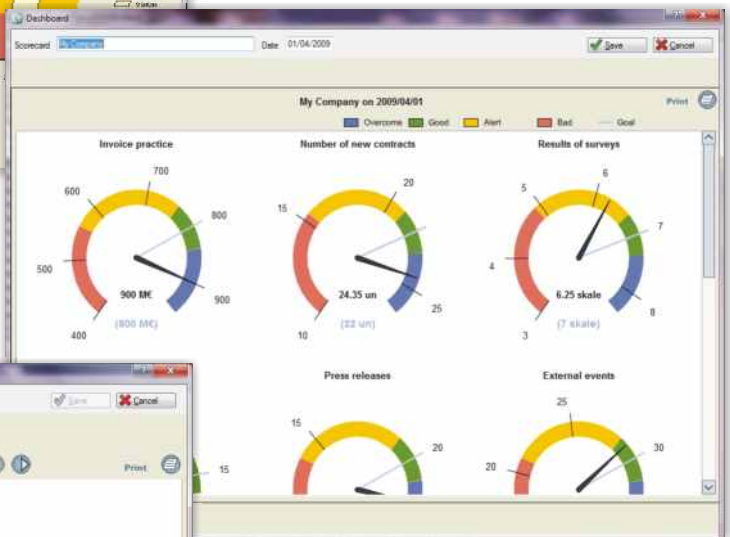 Value
Dashboard
Scorecard My Company Date 01/04/2009 Save Cancel
My Company on 2009/04/01 Print
Overcome Good Alert Bad Goal
Invoice practice Number of new contracts Results of surveys
400 500 600 700 800 900
900 M€
(800 M€)
10 15 20 25
24.35 un
(22 un)
3 4 5 6 7 8
6.25 skale
(7 skale)
Press releases External events
15 20
20 25 30
Save Cancel
Print
15